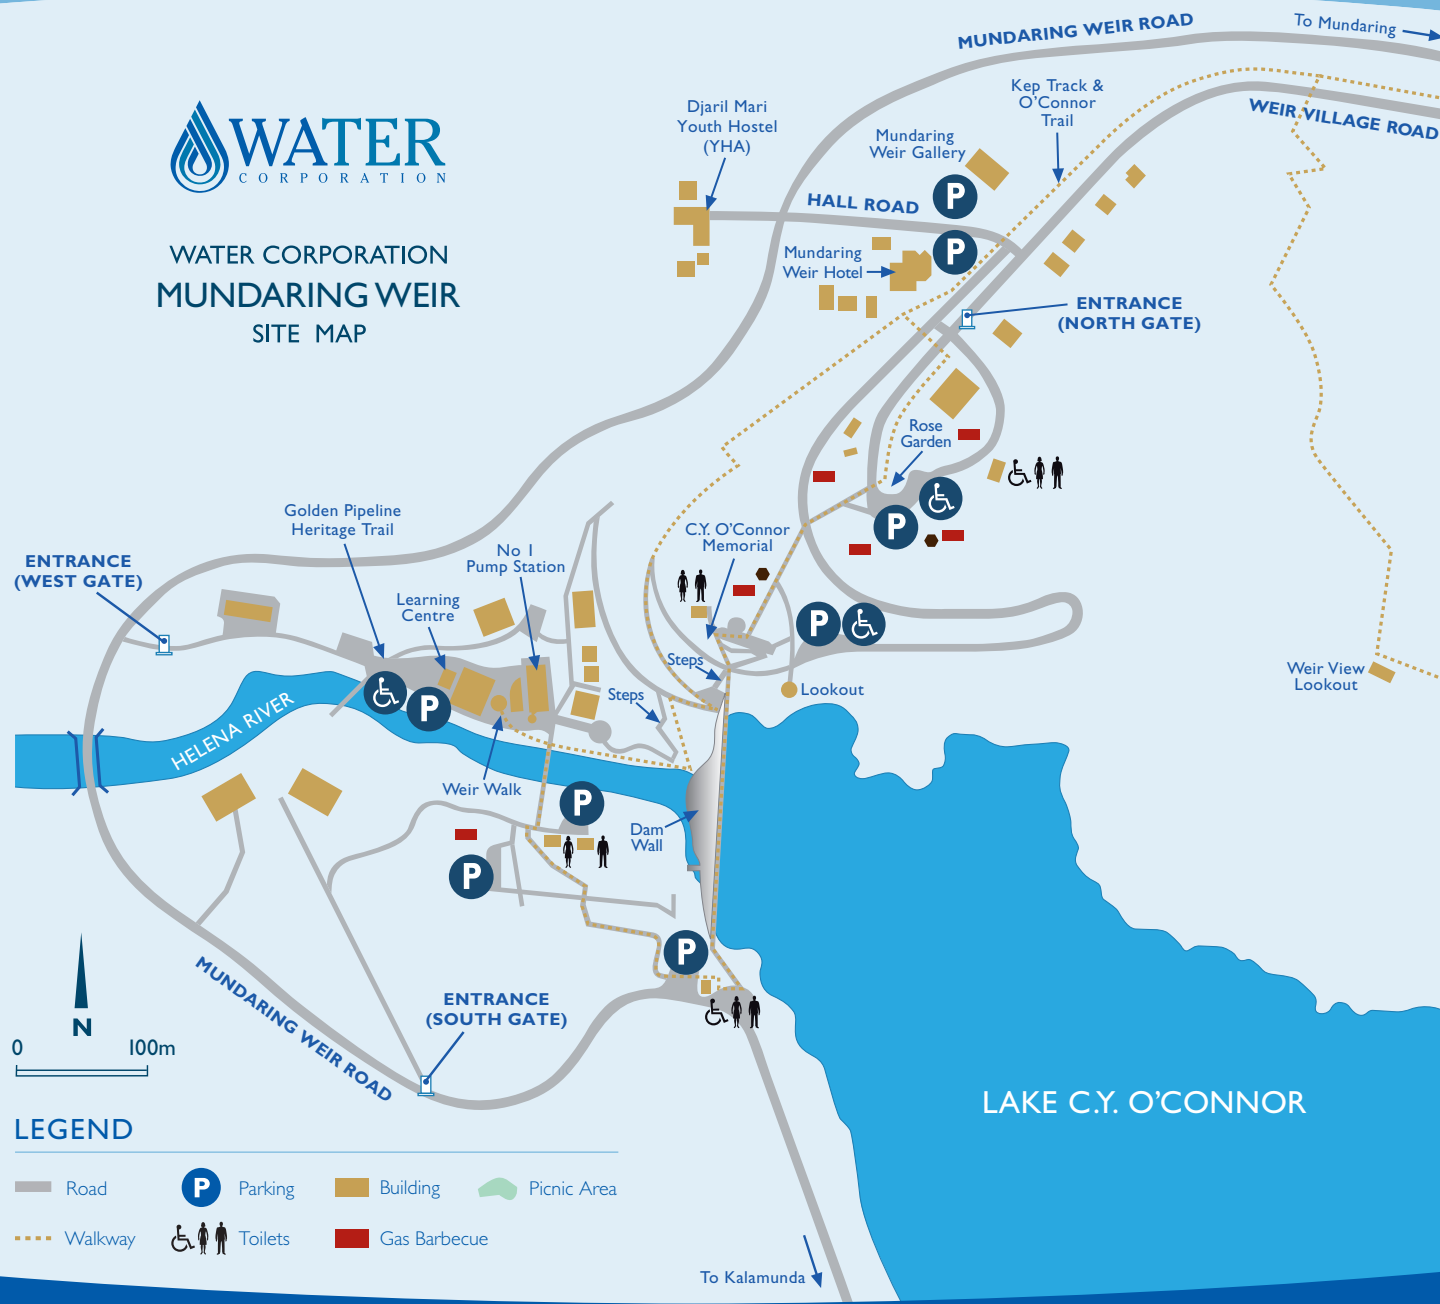 MUNDARING WEIR ROAD
To Mundaring
WEIR VILLAGE ROAD
Kep Track &
O'Connor
Trail
Djaril Mari
Youth Hostel
(YHA)
Mundaring
Weir Gallery
P
HALL ROAD
P
Mundaring
Weir Hotel
WATER
CORPORATION
WATER CORPORATION
MUNDARING WEIR
SITE MAP
ENTRANCE
(NORTH GATE)
Rose
Garden
P
Golden Pipeline
Heritage Trail
No 1
Pump Station
C.Y. O'Connor
Memorial
ENTRANCE
(WEST GATE)
Learning
Centre
P
Steps
Steps
Lookout
Weir View
Lookout
P
HELENA RIVER
Weir Walk
P
Dam
Wall
P
P
MUNDARING WEIR ROAD
ENTRANCE
(SOUTH GATE)
N
0 100m
LAKE C.Y. O'CONNOR
LEGEND
Road
P Parking
Building
Picnic Area
Walkway
Toilets
Gas Barbecue
To Kalamunda